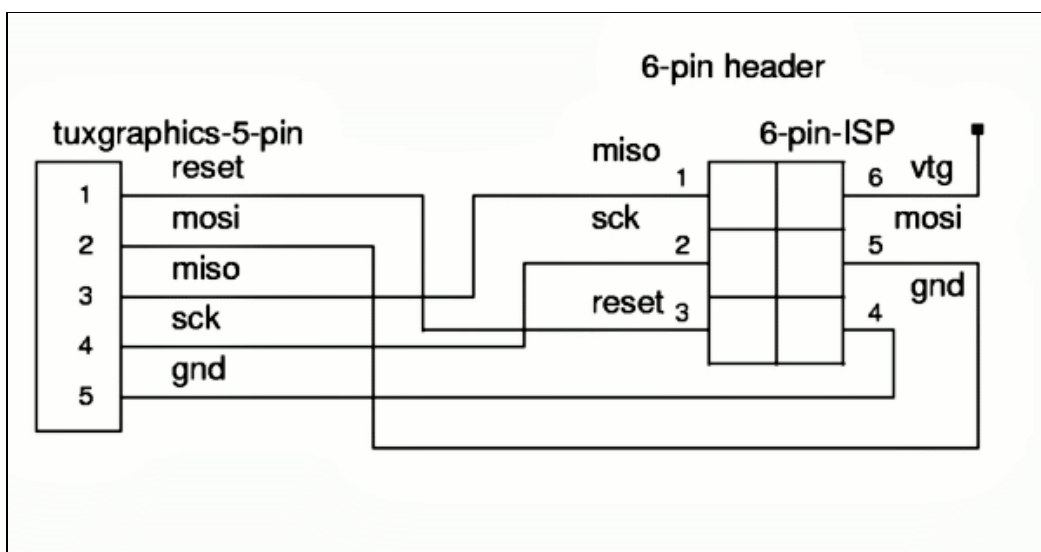 6-pin header
tuxgraphics-5-pin
6-pin-ISP
1 reset
2 mosi
3 miso
4 sck
5 gnd
miso 1
sck 2
reset 3
6 vtg
5 mosi
4 gnd